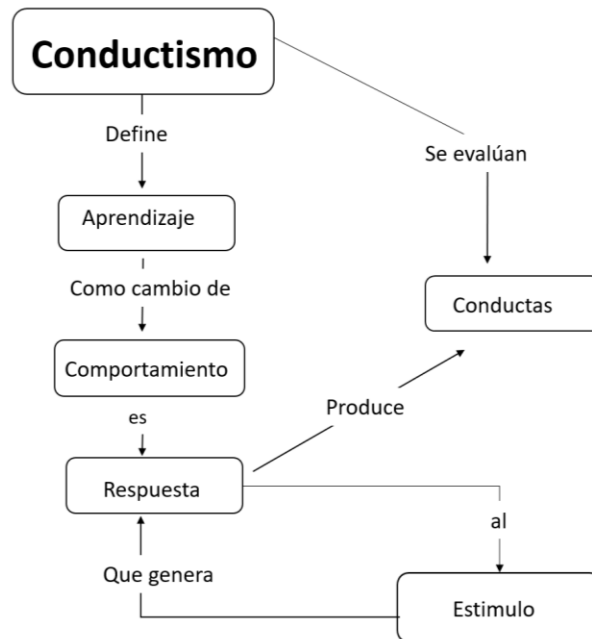 Conductismo
Define
Se evalúan
Aprendizaje
Como cambio de
Conductas
Comportamiento
Produce
es
Respuesta
al
Que genera
Estimulo